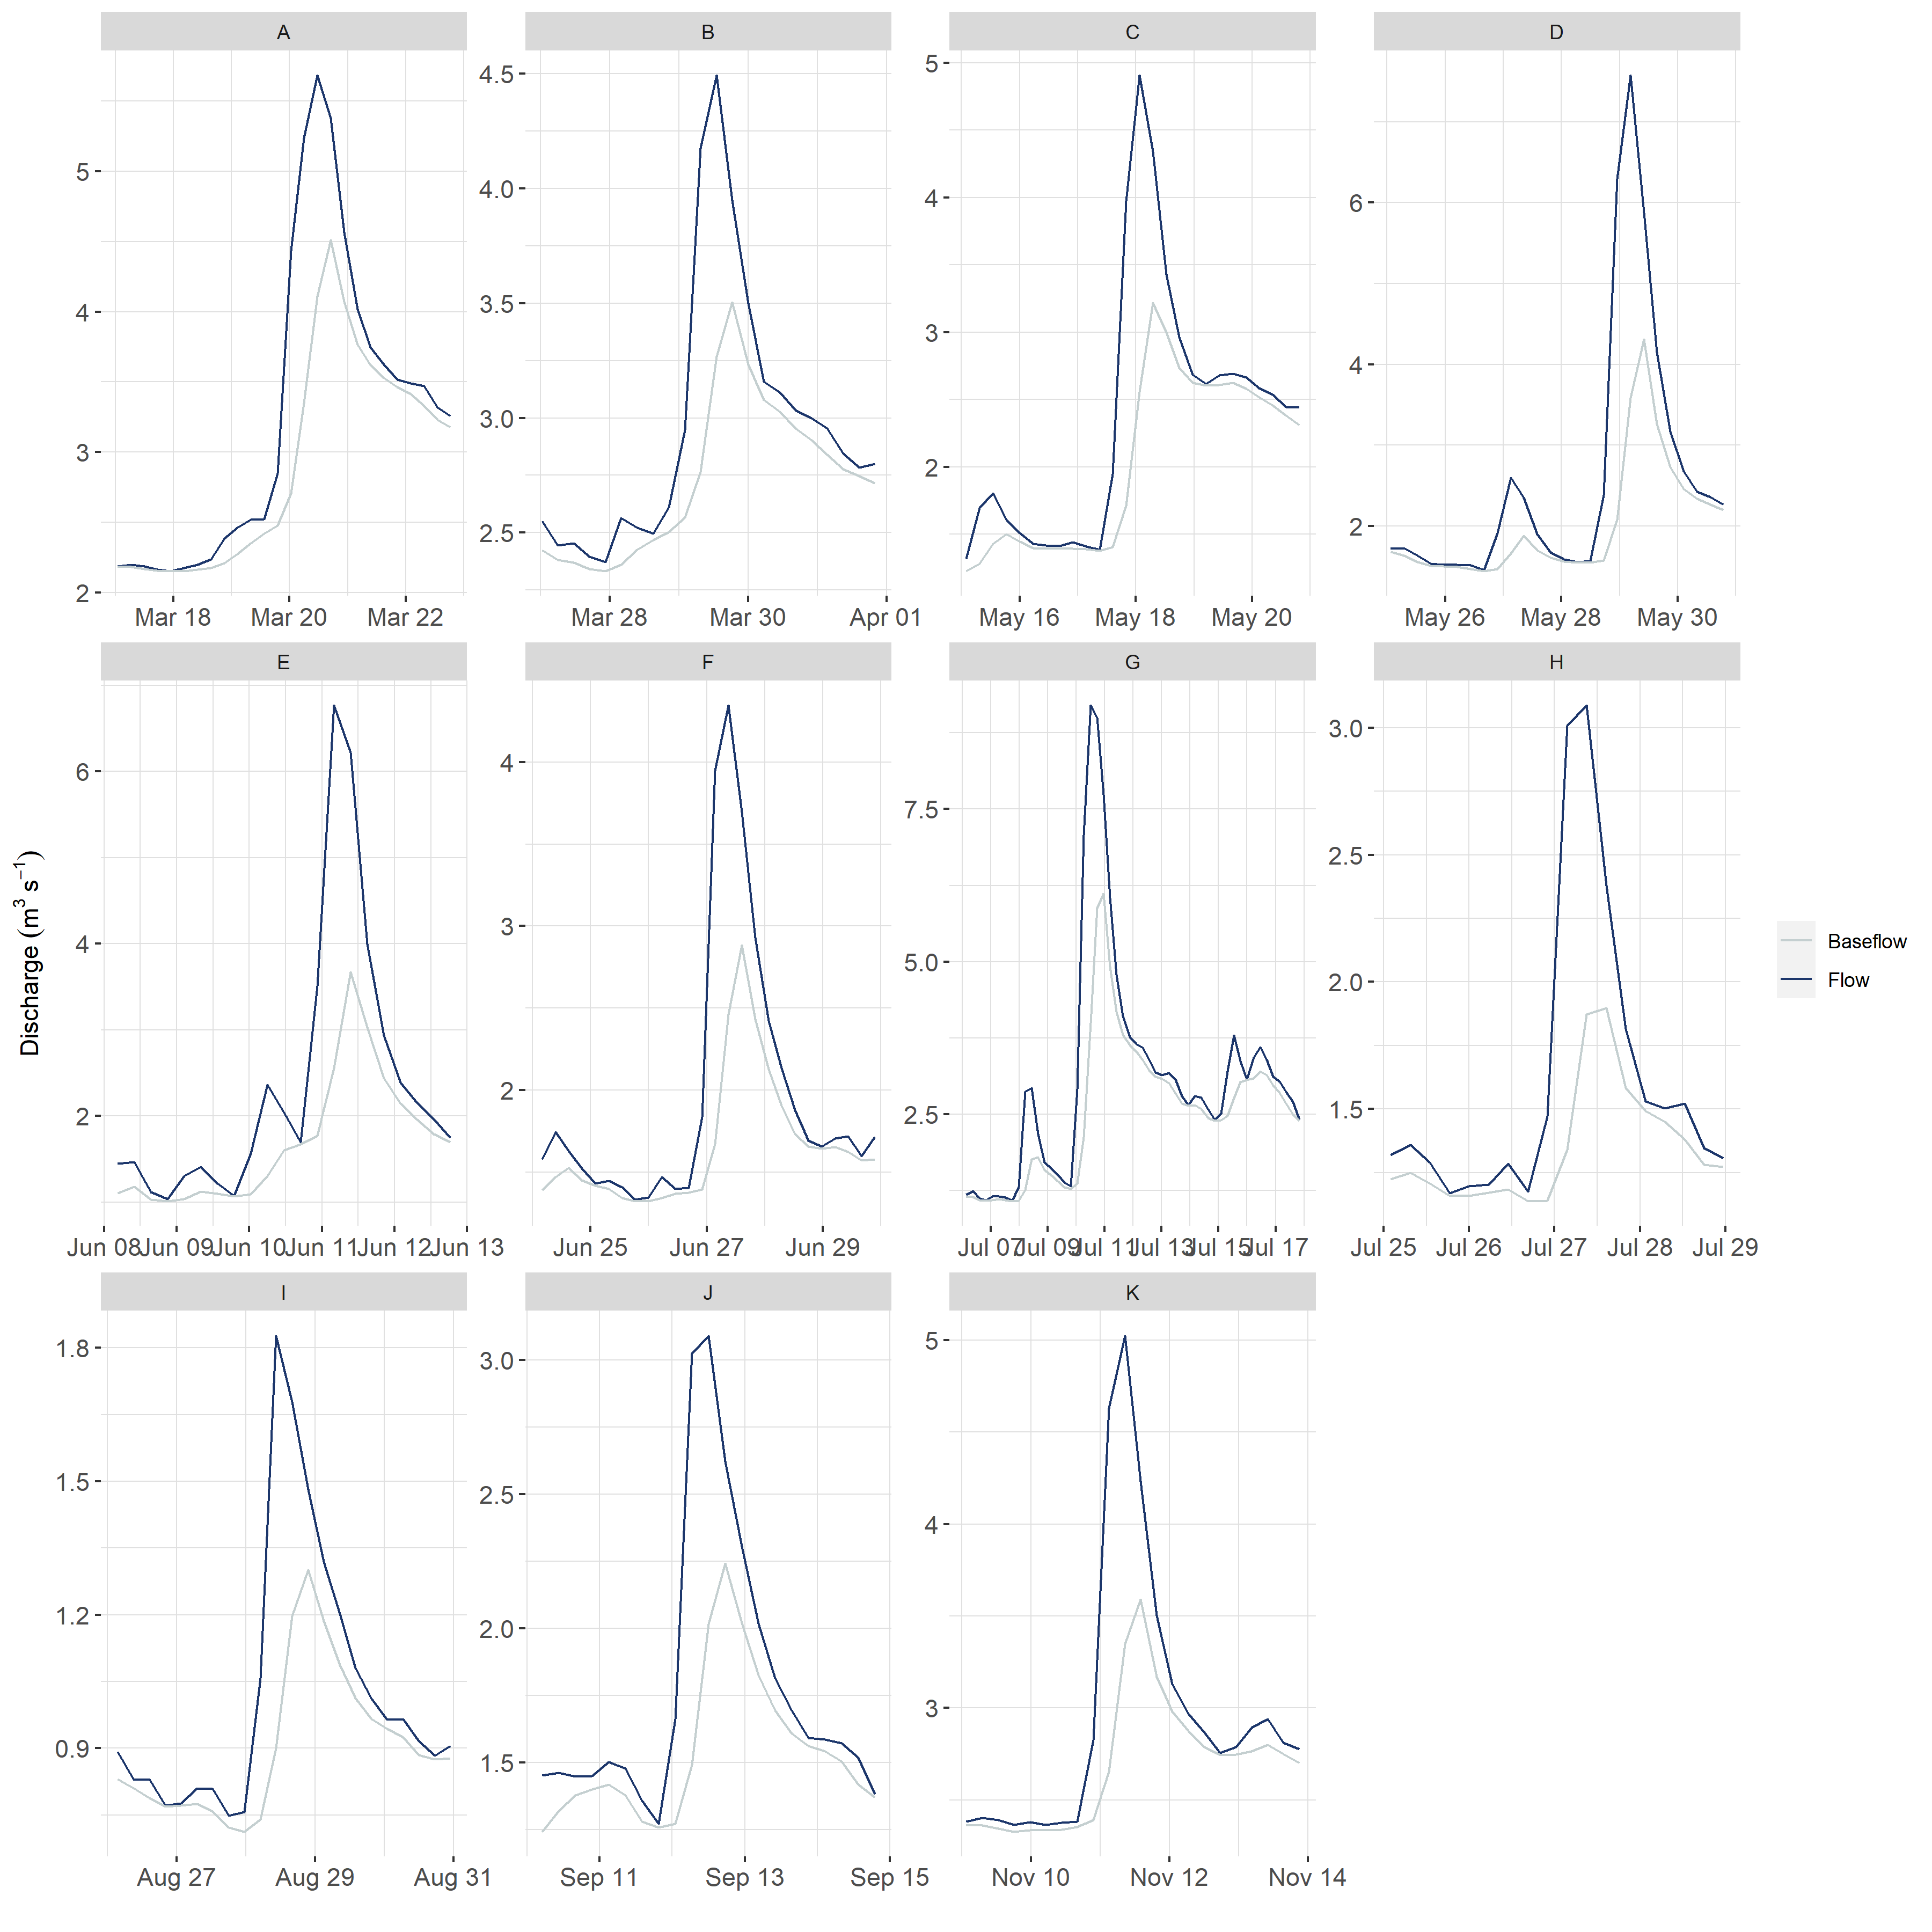 A B C D
4.5 5
5 4.0 4 6
4 3.5 3 4
3 3.0 2 2
2 2.5
Mar 18 Mar 20 Mar 22 Mar 28 Mar 30 Apr 01 May 16 May 18 May 20 May 26 May 28 May 30
E F G H
6 4 7.5 3.0
4 3 5.0 2.5
2 2 2.5 2.0
1.5
Discharge (m³ s⁻¹)
Baseflow
Flow
Jun 08 Jun 09 Jun 10 Jun 11 Jun 12 Jun 13 Jun 25 Jun 27 Jun 29 Jul 07 Jul 09 Jul 11 Jul 13 Jul 15 Jul 17 Jul 25 Jul 26 Jul 27 Jul 28 Jul 29
I J K
1.8 3.0 5
1.5 2.5 4
1.2 2.0 3
0.9 1.5
Aug 27 Aug 29 Aug 31 Sep 11 Sep 13 Sep 15 Nov 10 Nov 12 Nov 14